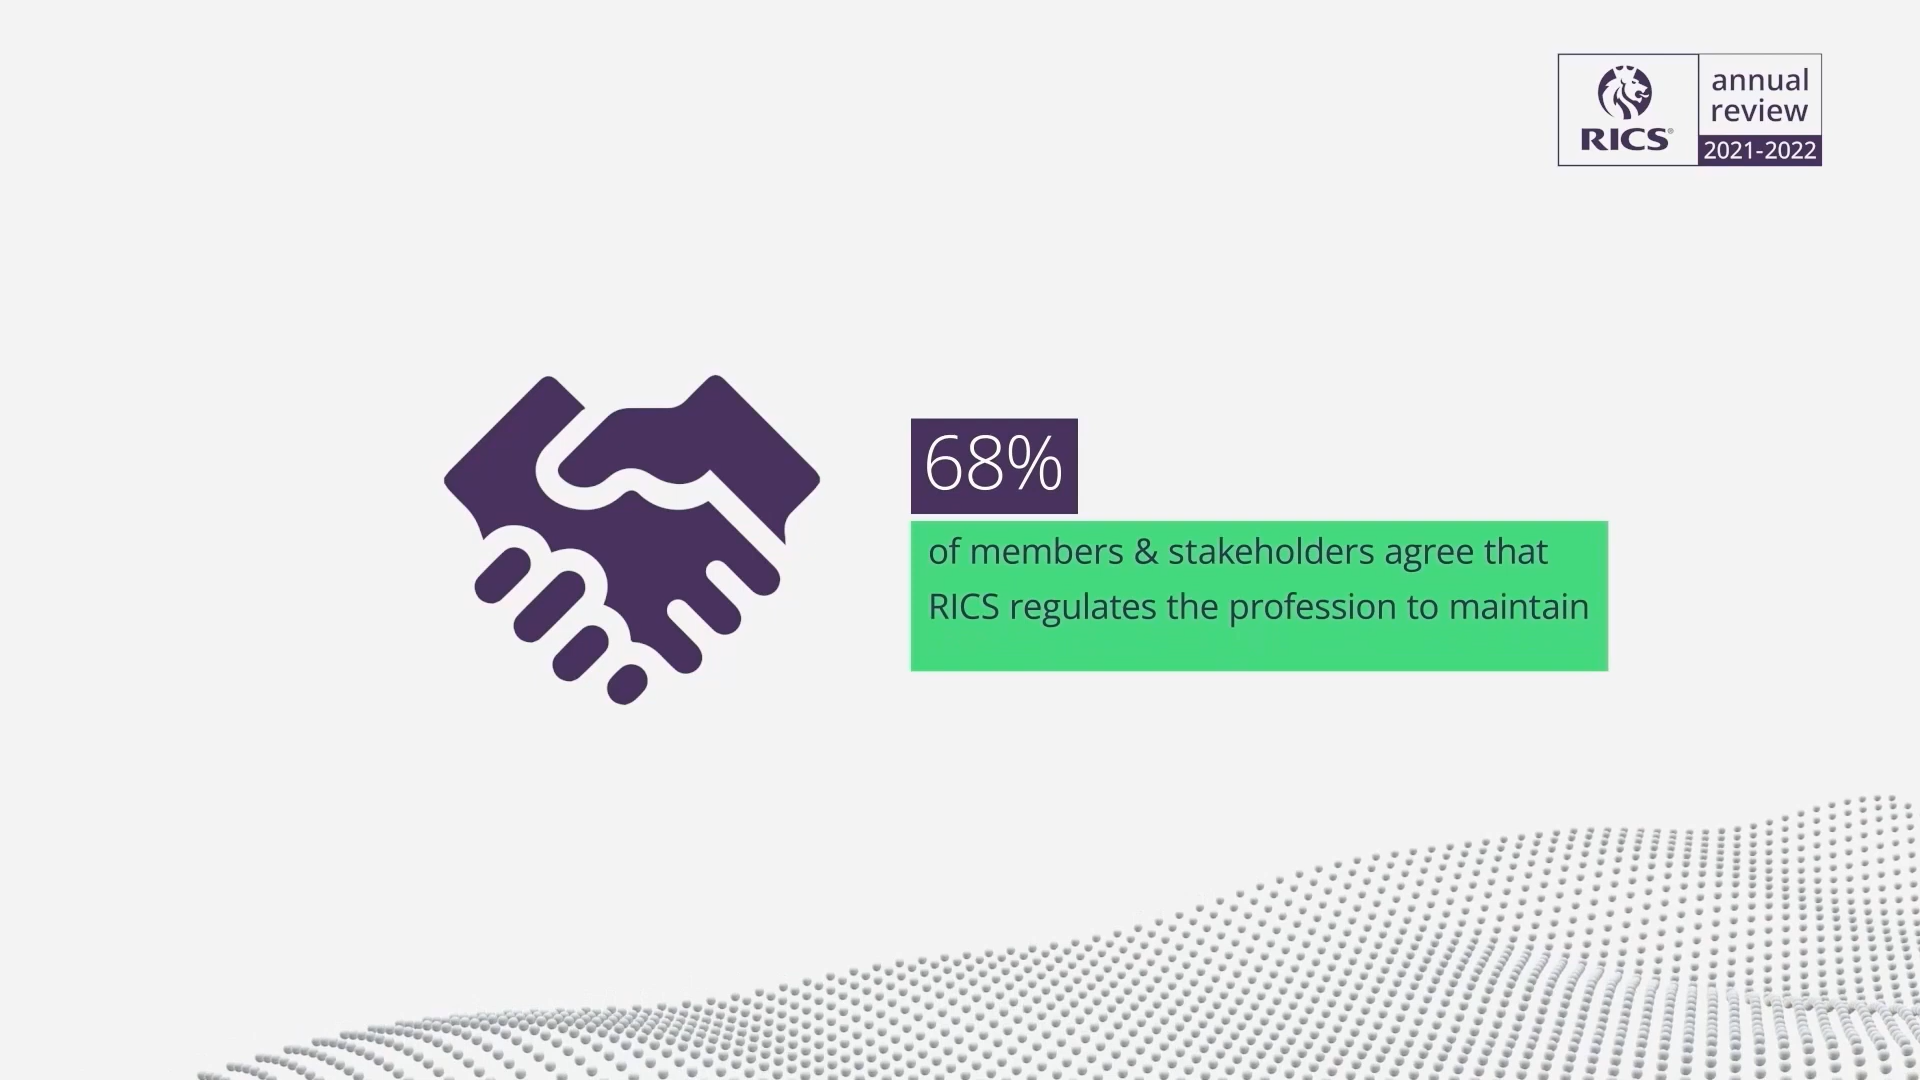 RICS®
annual
review
2021-2022
68%
of members & stakeholders agree that
RICS regulates the profession to maintain